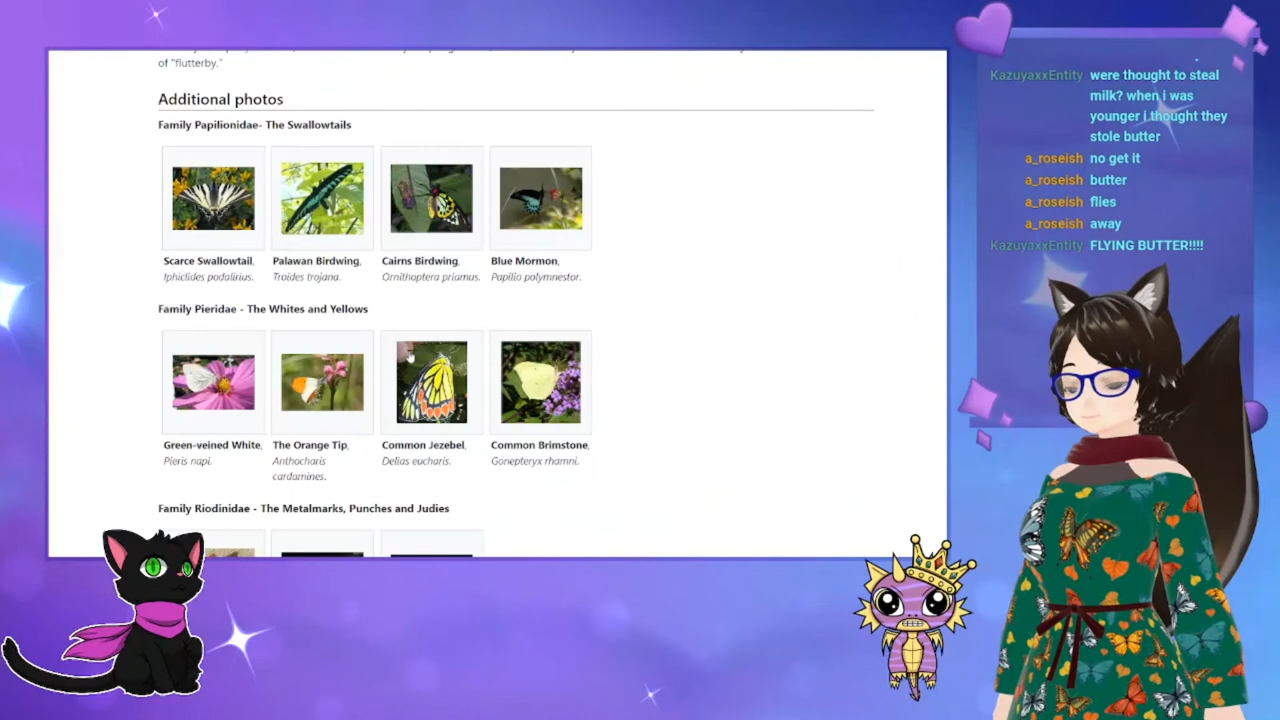 of "flutterby."
Additional photos
Family Papilionidae- The Swallowtails
Scarce Swallowtail,
Iphiclides podalirius.
Palawan Birdwing,
Troides trojana.
Cairns Birdwing,
Ornithoptera priamus.
Blue Mormon,
Papilio polymnestor.
Family Pieridae - The Whites and Yellows
Green-veined White,
Pieris napi.
The Orange Tip,
Anthocharis
cardamines.
Common Jezebel,
Delias eucharis.
Common Brimstone,
Gonepteryx rhamni.
Family Riodinidae - The Metalmarks, Punches and Judies
KazuyaxxEntity were thought to steal
milk? when i was
younger i thought they
stole butter
a_roseish no get it
a_roseish butter
a_roseish flies
a_roseish away
KazuyaxxEntity FLYING BUTTER!!!!